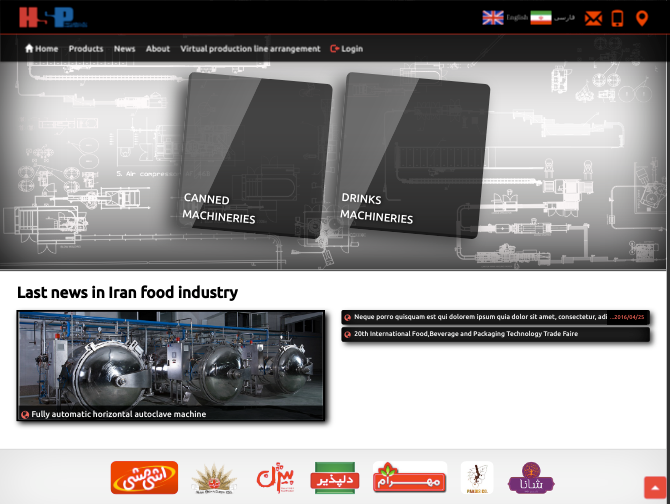 HSP
English
فارسی
Home Products News About Virtual production line arrangement Login
5. Air compressor
CANNED
MACHINERIES
DRINKS
MACHINERIES
Last news in Iran food industry
Neque porro quisquam est qui dolorem ipsum quia dolor sit amet, consectetur, adi ...2016/04/25
20th International Food,Beverage and Packaging Technology Trade Faire
Fully automatic horizontal autoclave machine
اشی مشی
بیژن
دلپذیر
مهرام
شانا